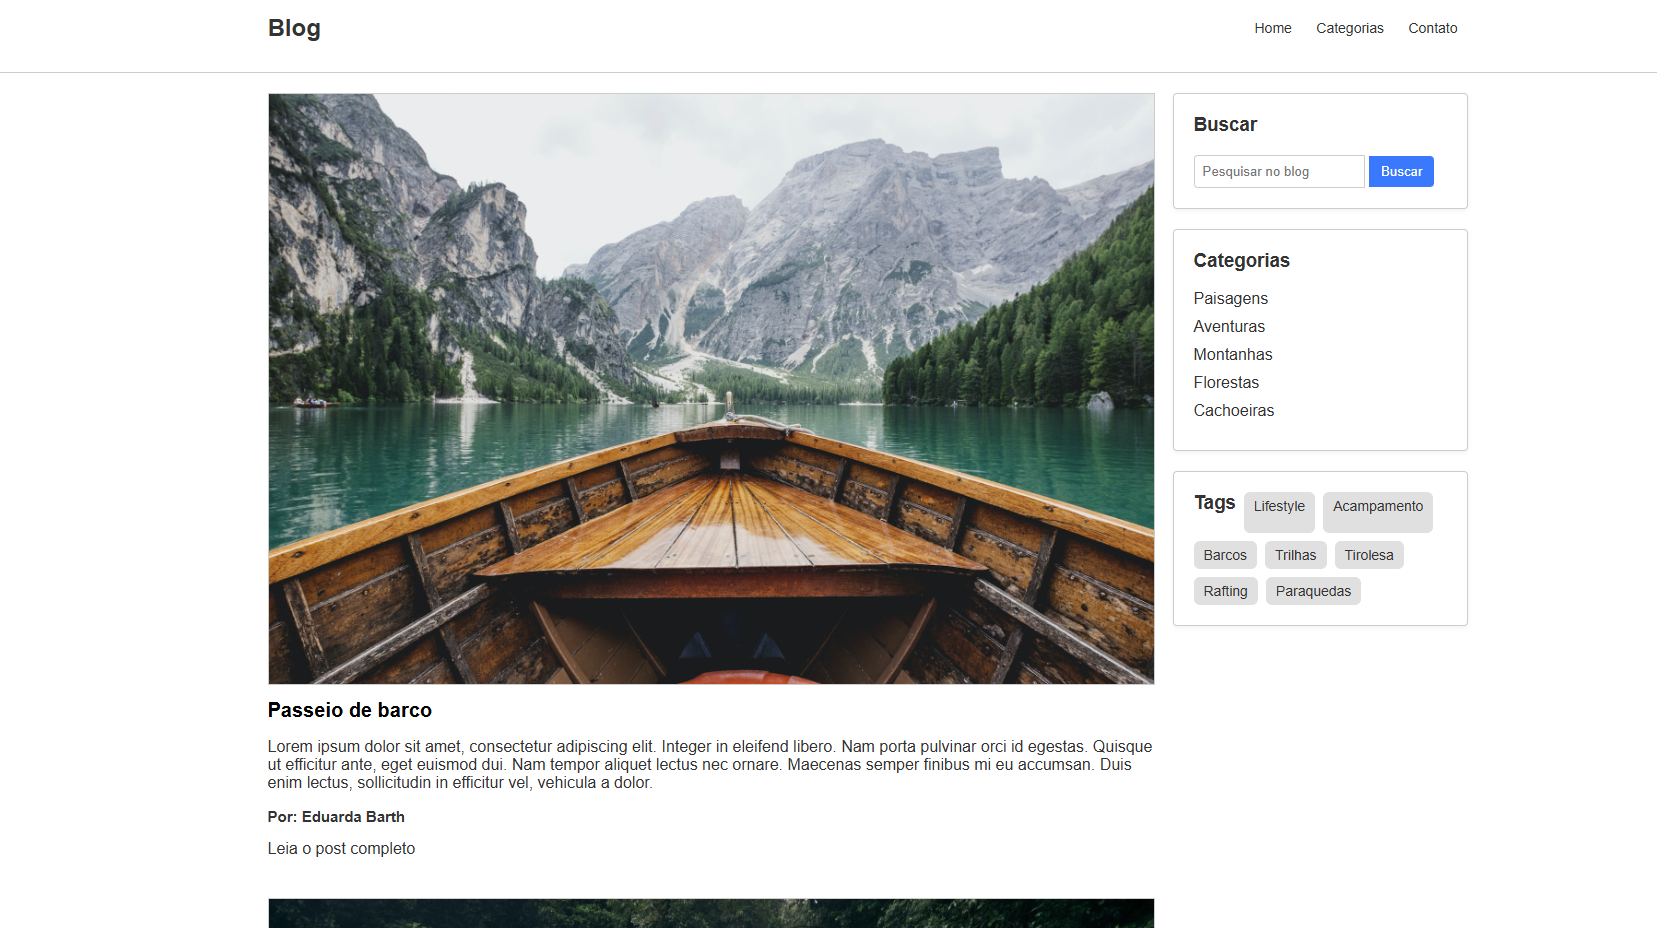 Blog
Home Categorias Contato
Buscar
Pesquisar no blog Buscar
Categorias
Paisagens
Aventuras
Montanhas
Florestas
Cachoeiras
Tags Lifestyle Acampamento
Barcos Trilhas Tirolesa
Rafting Paraquedas
Passeio de barco
Lorem ipsum dolor sit amet, consectetur adipiscing elit. Integer in eleifend libero. Nam porta pulvinar orci id egestas. Quisque
ut efficitur ante, eget euismod dui. Nam tempor aliquet lectus nec ornare. Maecenas semper finibus mi eu accumsan. Duis
enim lectus, sollicitudin in efficitur vel, vehicula a dolor.
Por: Eduarda Barth
Leia o post completo